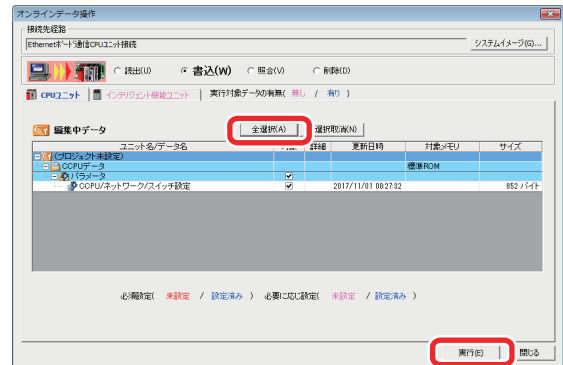 オンラインデータ操作
接続先経路
Ethernetボード通信CPUユニット接続
システムイメージ(G)...
読出(U) 書込(W) 照合(V) 削除(D)
CPUユニット インテリジェント機能ユニット 実行対象データの有無( 無し / 有り )
編集中データ 全選択(A) 選択取消(N)
ユニット名/データ名 詳細 更新日時 対象メモリ サイズ
(プロジェクト未設定)
CCPUデータ 標準ROM
パラメータ
CCPU/ネットワーク/スイッチ設定 2017/11/01 08:27:32 852 バイト
必須設定( 未設定 / 設定済み ) 必要に応じ設定( 未設定 / 設定済み )
実行(E) 閉じる